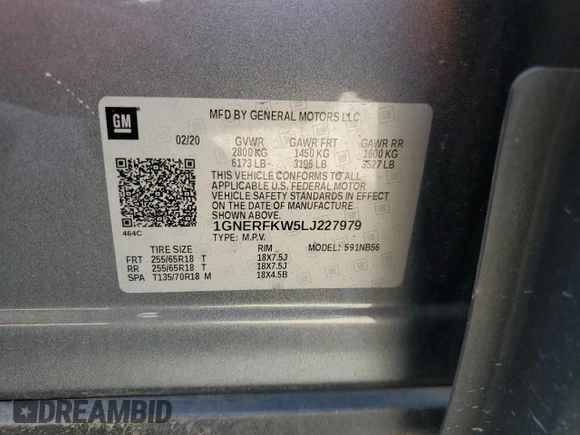 GM
MFD BY GENERAL MOTORS LLC
02/20 GVWR GAWR FRT GAWR RR
2800 KG 1450 KG 1600 KG
6173 LB 3196 LB 3527 LB
THIS VEHICLE CONFORMS TO ALL
APPLICABLE U.S. FEDERAL MOTOR
VEHICLE SAFETY STANDARDS IN EFFECT
ON THE DATE OF MANUFACTURE
SHOWN ABOVE.
1GNERFKW5LJ227979
464C TYPE: M.P.V. MODEL: 591NB56
TIRE SIZE RIM
FRT 255/65R18 T 18X7.5J
RR 255/65R18 T 18X7.5J
SPA T135/70R18 M 18X4.5B
DREAMBID